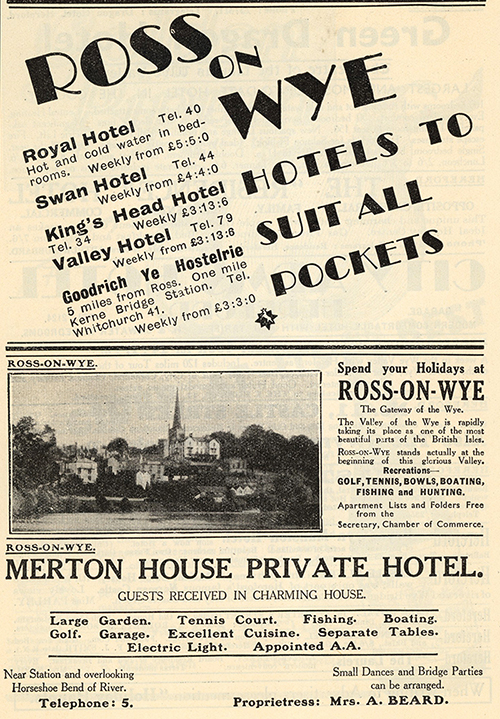 ROSS ON WYE
Royal Hotel Tel. 40
Hot and cold water in bed-
rooms. Weekly from £5:5:0
Swan Hotel Tel. 44
Weekly from £4:4:0
King's Head Hotel
Tel. 34 Weekly £3:13:6
Valley Hotel Tel. 79
Weekly from £3:13:6
Goodrich Ye Hostelrie
5 miles from Ross. One mile
Kerne Bridge Station. Tel.
Whitchurch 41.
Weekly from £3:3:0
HOTELS TO
SUIT ALL
POCKETS
ROSS-ON-WYE.
Spend your Holidays at
ROSS-ON-WYE
The Gateway of the Wye.
The Valley of the Wye is rapidly
taking its place as one of the most
beautiful parts of the British Isles.
ROSS-ON-WYE stands actually at the
beginning of this glorious Valley.
Recreations—
GOLF, TENNIS, BOWLS, BOATING,
FISHING and HUNTING.
Apartment Lists and Folders Free
from the
Secretary, Chamber of Commerce.
ROSS-ON-WYE.
MERTON HOUSE PRIVATE HOTEL.
GUESTS RECEIVED IN CHARMING HOUSE.
Large Garden. Tennis Court. Fishing. Boating.
Golf. Garage. Excellent Cuisine. Separate Tables.
Electric Light. Appointed A.A.
Near Station and overlooking
Horseshoe Bend of River.
Telephone: 5.
Small Dances and Bridge Parties
can be arranged.
Proprietress: Mrs. A. BEARD.